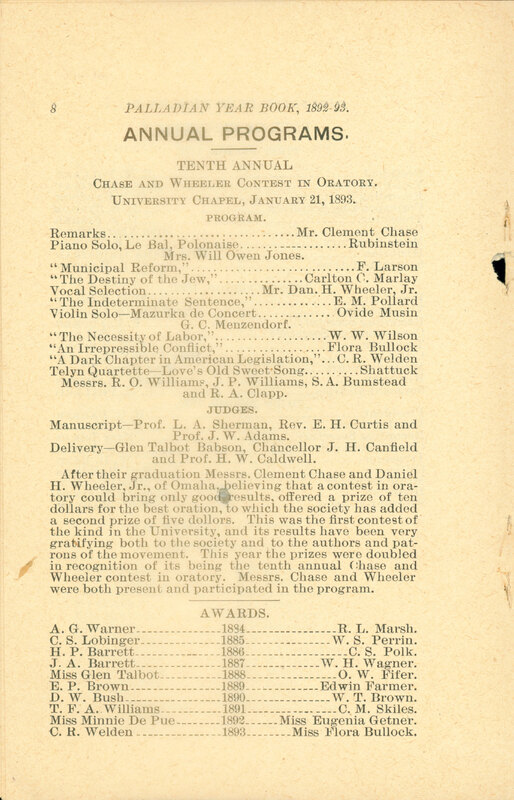 8 PALLADIAN YEAR BOOK, 1892-93.
ANNUAL PROGRAMS.
TENTH ANNUAL
CHASE AND WHEELER CONTEST IN ORATORY.
UNIVERSITY CHAPEL, JANUARY 21, 1893.
PROGRAM.
Remarks..............................Mr. Clement Chase
Piano Solo, Le Bal, Polonaise..................Rubinstein
Mrs. Will Owen Jones.
"Municipal Reform,"..........................F. Larson
"The Destiny of the Jew,"..................Carlton C. Marlay
Vocal Selection..................Mr. Dan. H. Wheeler, Jr.
"The Indeterminate Sentence,"..............E. M. Pollard
Violin Solo—Mazurka de Concert............Ovide Musin
G. C. Menzendorf.
"The Necessity of Labor,"..................W. W. Wilson
"An Irrepressible Conflict,"..................Flora Bullock
"A Dark Chapter in American Legislation,"...C. R. Welden
Telyn Quartette—Love's Old Sweet Song.........Shattuck
Messrs. R. O. Williams, J. P. Williams, S. A. Bumstead
and R. A. Clapp.
JUDGES.
Manuscript—Prof. L. A. Sherman, Rev. E. H. Curtis and
Prof. J. W. Adams.
Delivery—Glen Talbot Babson, Chancellor J. H. Canfield
and Prof. H. W. Caldwell.
After their graduation Messrs. Clement Chase and Daniel
H. Wheeler, Jr., of Omaha, believing that a contest in ora-
tory could bring only good results, offered a prize of ten
dollars for the best oration, to which the society has added
a second prize of five dollors. This was the first contest of
the kind in the University, and its results have been very
gratifying both to the society and to the authors and pat-
rons of the movement. This year the prizes were doubled
in recognition of its being the tenth annual Chase and
Wheeler contest in oratory. Messrs. Chase and Wheeler
were both present and participated in the program.
AWARDS.
A. G. Warner..............1884..............R. L. Marsh.
C. S. Lobinger..............1885..............W. S. Perrin.
H. P. Barrett..............1886..............C. S. Polk.
J. A. Barrett..............1887..............W. H. Wagner.
Miss Glen Talbot..............1888..............O. W. Fifer.
E. P. Brown..............1889..............Edwin Farmer.
D. W. Bush..............1890..............W. T. Brown.
T. F. A. Williams..............1891..............C. M. Skiles.
Miss Minnie De Pue..............1892......Miss Eugenia Getner.
C. R. Welden..............1893..........Miss Flora Bullock.